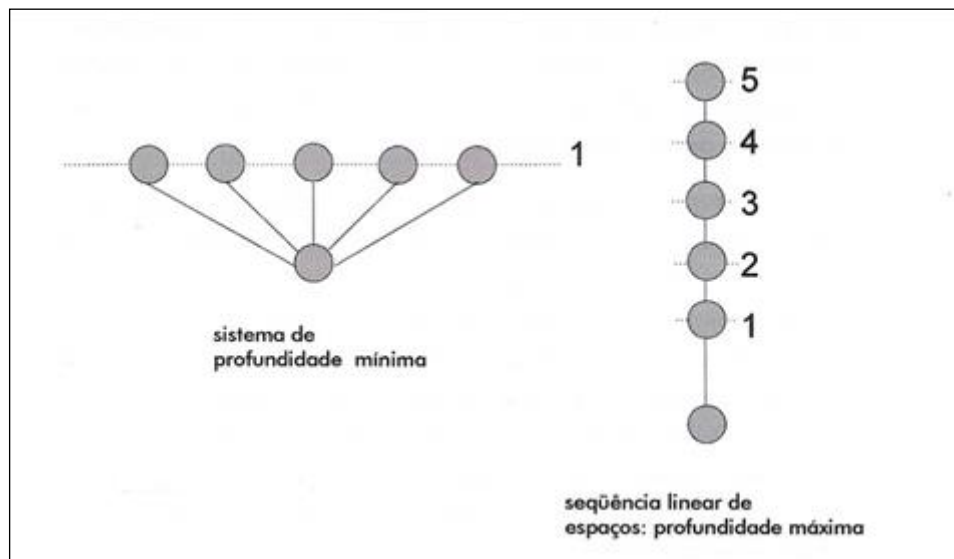 1
sistema de
profundidade mínima
5
4
3
2
1
seqüência linear de
espaços: profundidade máxima